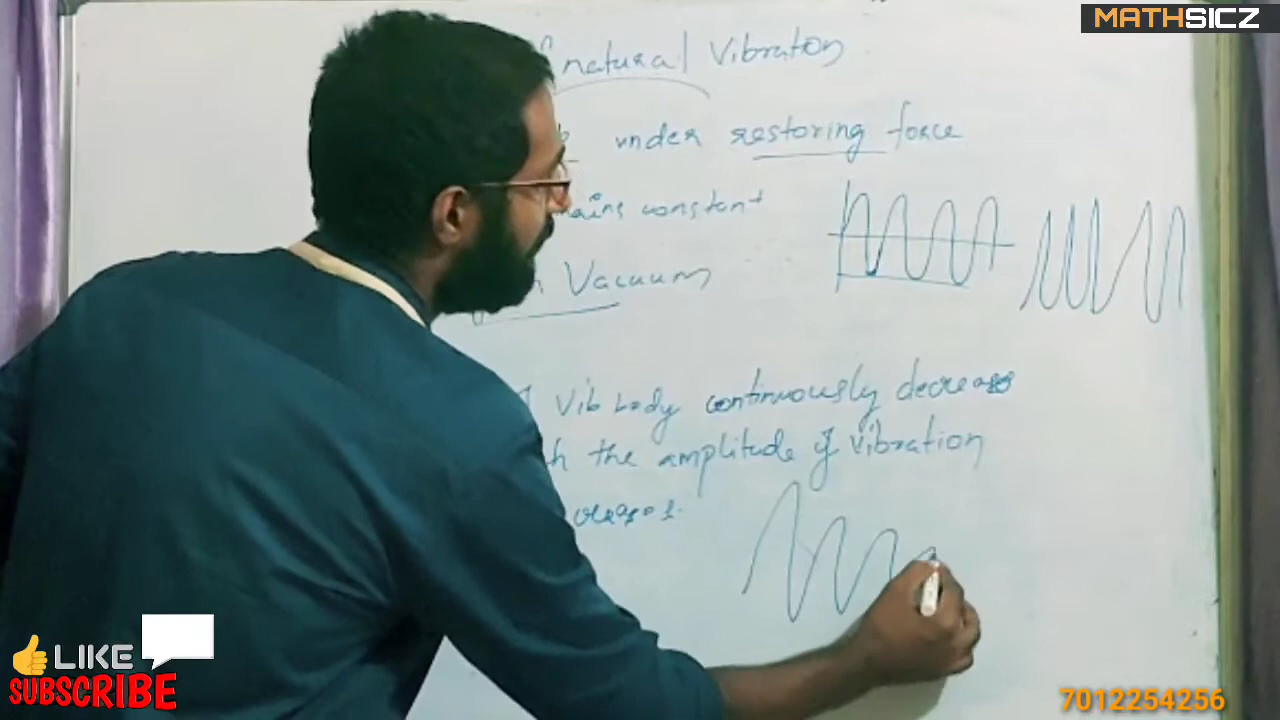 MATHSICZ
natural Vibration
under restoring force
constant
Vacuum
Vib body continuously decreases
the amplitude of vibration
LIKE
SUBSCRIBE
7012254256